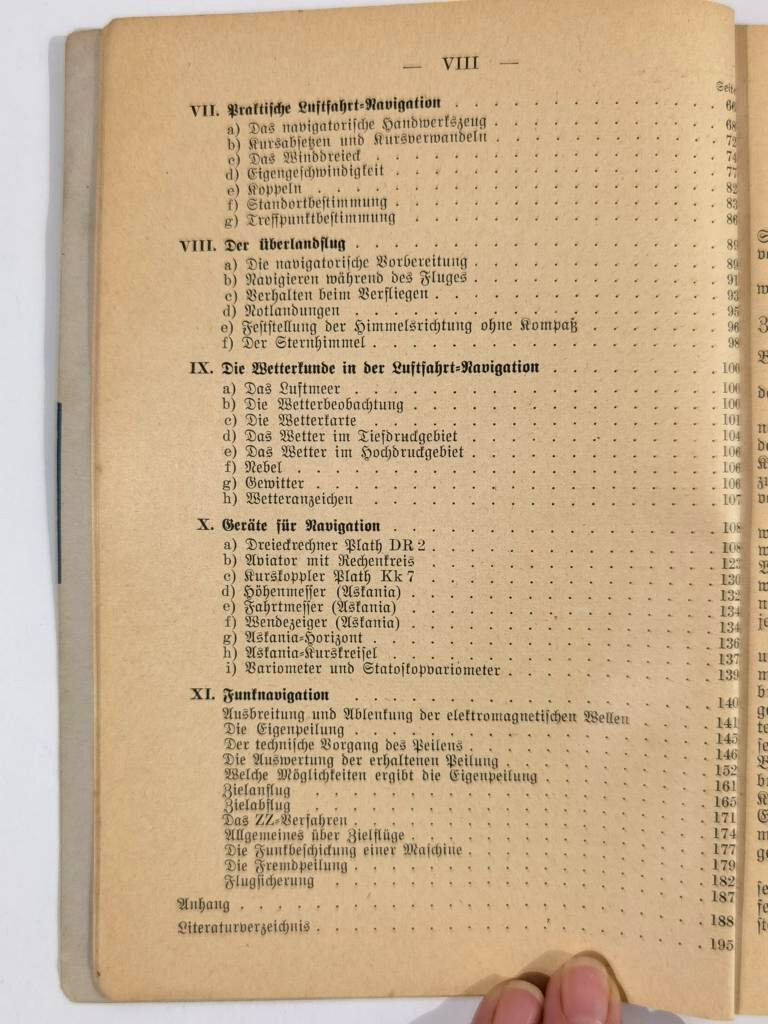 — VIII —
Seite
VII. Praktische Luftfahrt-Navigation . . . 66
a) Das navigatorische Handwerkszeug . . . 68
b) Kursabsetzen und Kursverwandeln . . . 72
c) Das Winddreieck . . . 74
d) Eigengeschwindigkeit . . . 77
e) Koppeln . . . 82
f) Standortbestimmung . . . 83
g) Treffpunktbestimmung . . . 86
VIII. Der Überlandflug . . . 89
a) Die navigatorische Vorbereitung . . . 89
b) Navigieren während des Fluges . . . 91
c) Verhalten beim Verfliegen . . . 93
d) Notlandungen . . . 95
e) Feststellung der Himmelsrichtung ohne Kompaß . . . 96
f) Der Sternhimmel . . . 98
IX. Die Wetterkunde in der Luftfahrt-Navigation . . . 100
a) Das Luftmeer . . . 100
b) Die Wetterbeobachtung . . . 100
c) Die Wetterkarte . . . 101
d) Das Wetter im Tiefdruckgebiet . . . 104
e) Das Wetter im Hochdruckgebiet . . . 106
f) Nebel . . . 106
g) Gewitter . . . 106
h) Wetteranzeichen . . . 107
X. Geräte für Navigation . . . 108
a) Dreieckrechner Plath DR 2 . . . 108
b) Aviator mit Rechenkreis . . . 123
c) Kurskoppler Plath Kk 7 . . . 130
d) Höhenmesser (Askania) . . . 132
e) Fahrtmesser (Askania) . . . 134
f) Wendezeiger (Askania) . . . 134
g) Askania-Horizont . . . 136
h) Askania-Kurskreisel . . . 137
i) Variometer und Statoskopvariometer . . . 139
XI. Funknavigation . . . 140
Ausbreitung und Ablenkung der elektromagnetischen Wellen 141
Die Eigenpeilung . . . 145
Der technische Vorgang des Peilens . . . 146
Die Auswertung der erhaltenen Peilung . . . 152
Welche Möglichkeiten ergibt die Eigenpeilung . . . 161
Zielanflug . . . 165
Zielabflug . . . 171
Das ZZ-Verfahren . . . 174
Allgemeines über Zielflüge . . . 177
Die Funkbeschickung einer Maschine . . . 179
Die Fremdpeilung . . . 182
Flugsicherung . . . 187
Anhang . . . 188
Literaturverzeichnis . . . 195